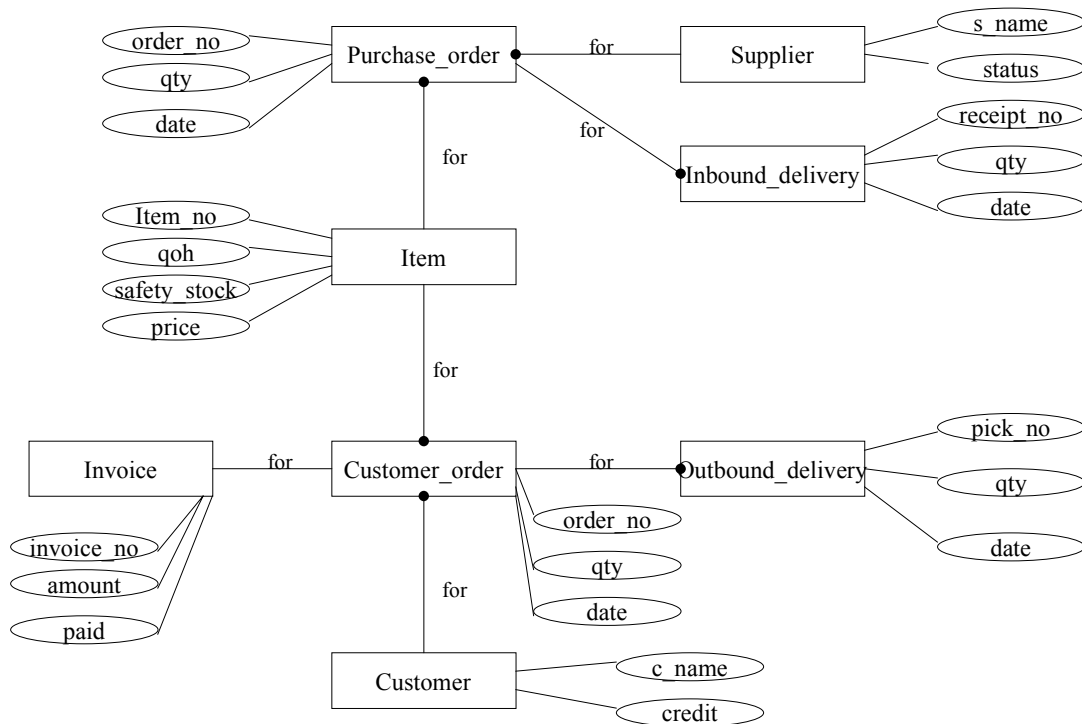 order_no
qty
date
Purchase_order
for
Supplier
s_name
status
for
receipt_no
Inbound_delivery
qty
date
for
Item_no
qoh
safety_stock
price
Item
for
Invoice
for
Customer_order
for
Outbound_delivery
pick_no
qty
date
invoice_no
amount
paid
order_no
qty
date
for
Customer
c_name
credit